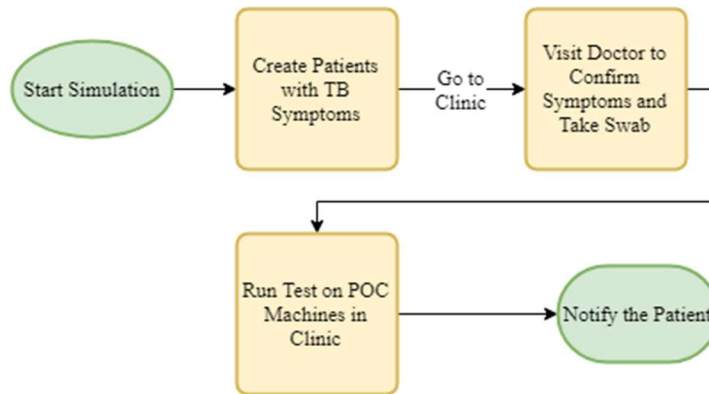 Start Simulation
Create Patients
with TB
Symptoms
Go to
Clinic
Visit Doctor to
Confirm
Symptoms and
Take Swab
Run Test on POC
Machines in
Clinic
Notify the Patient